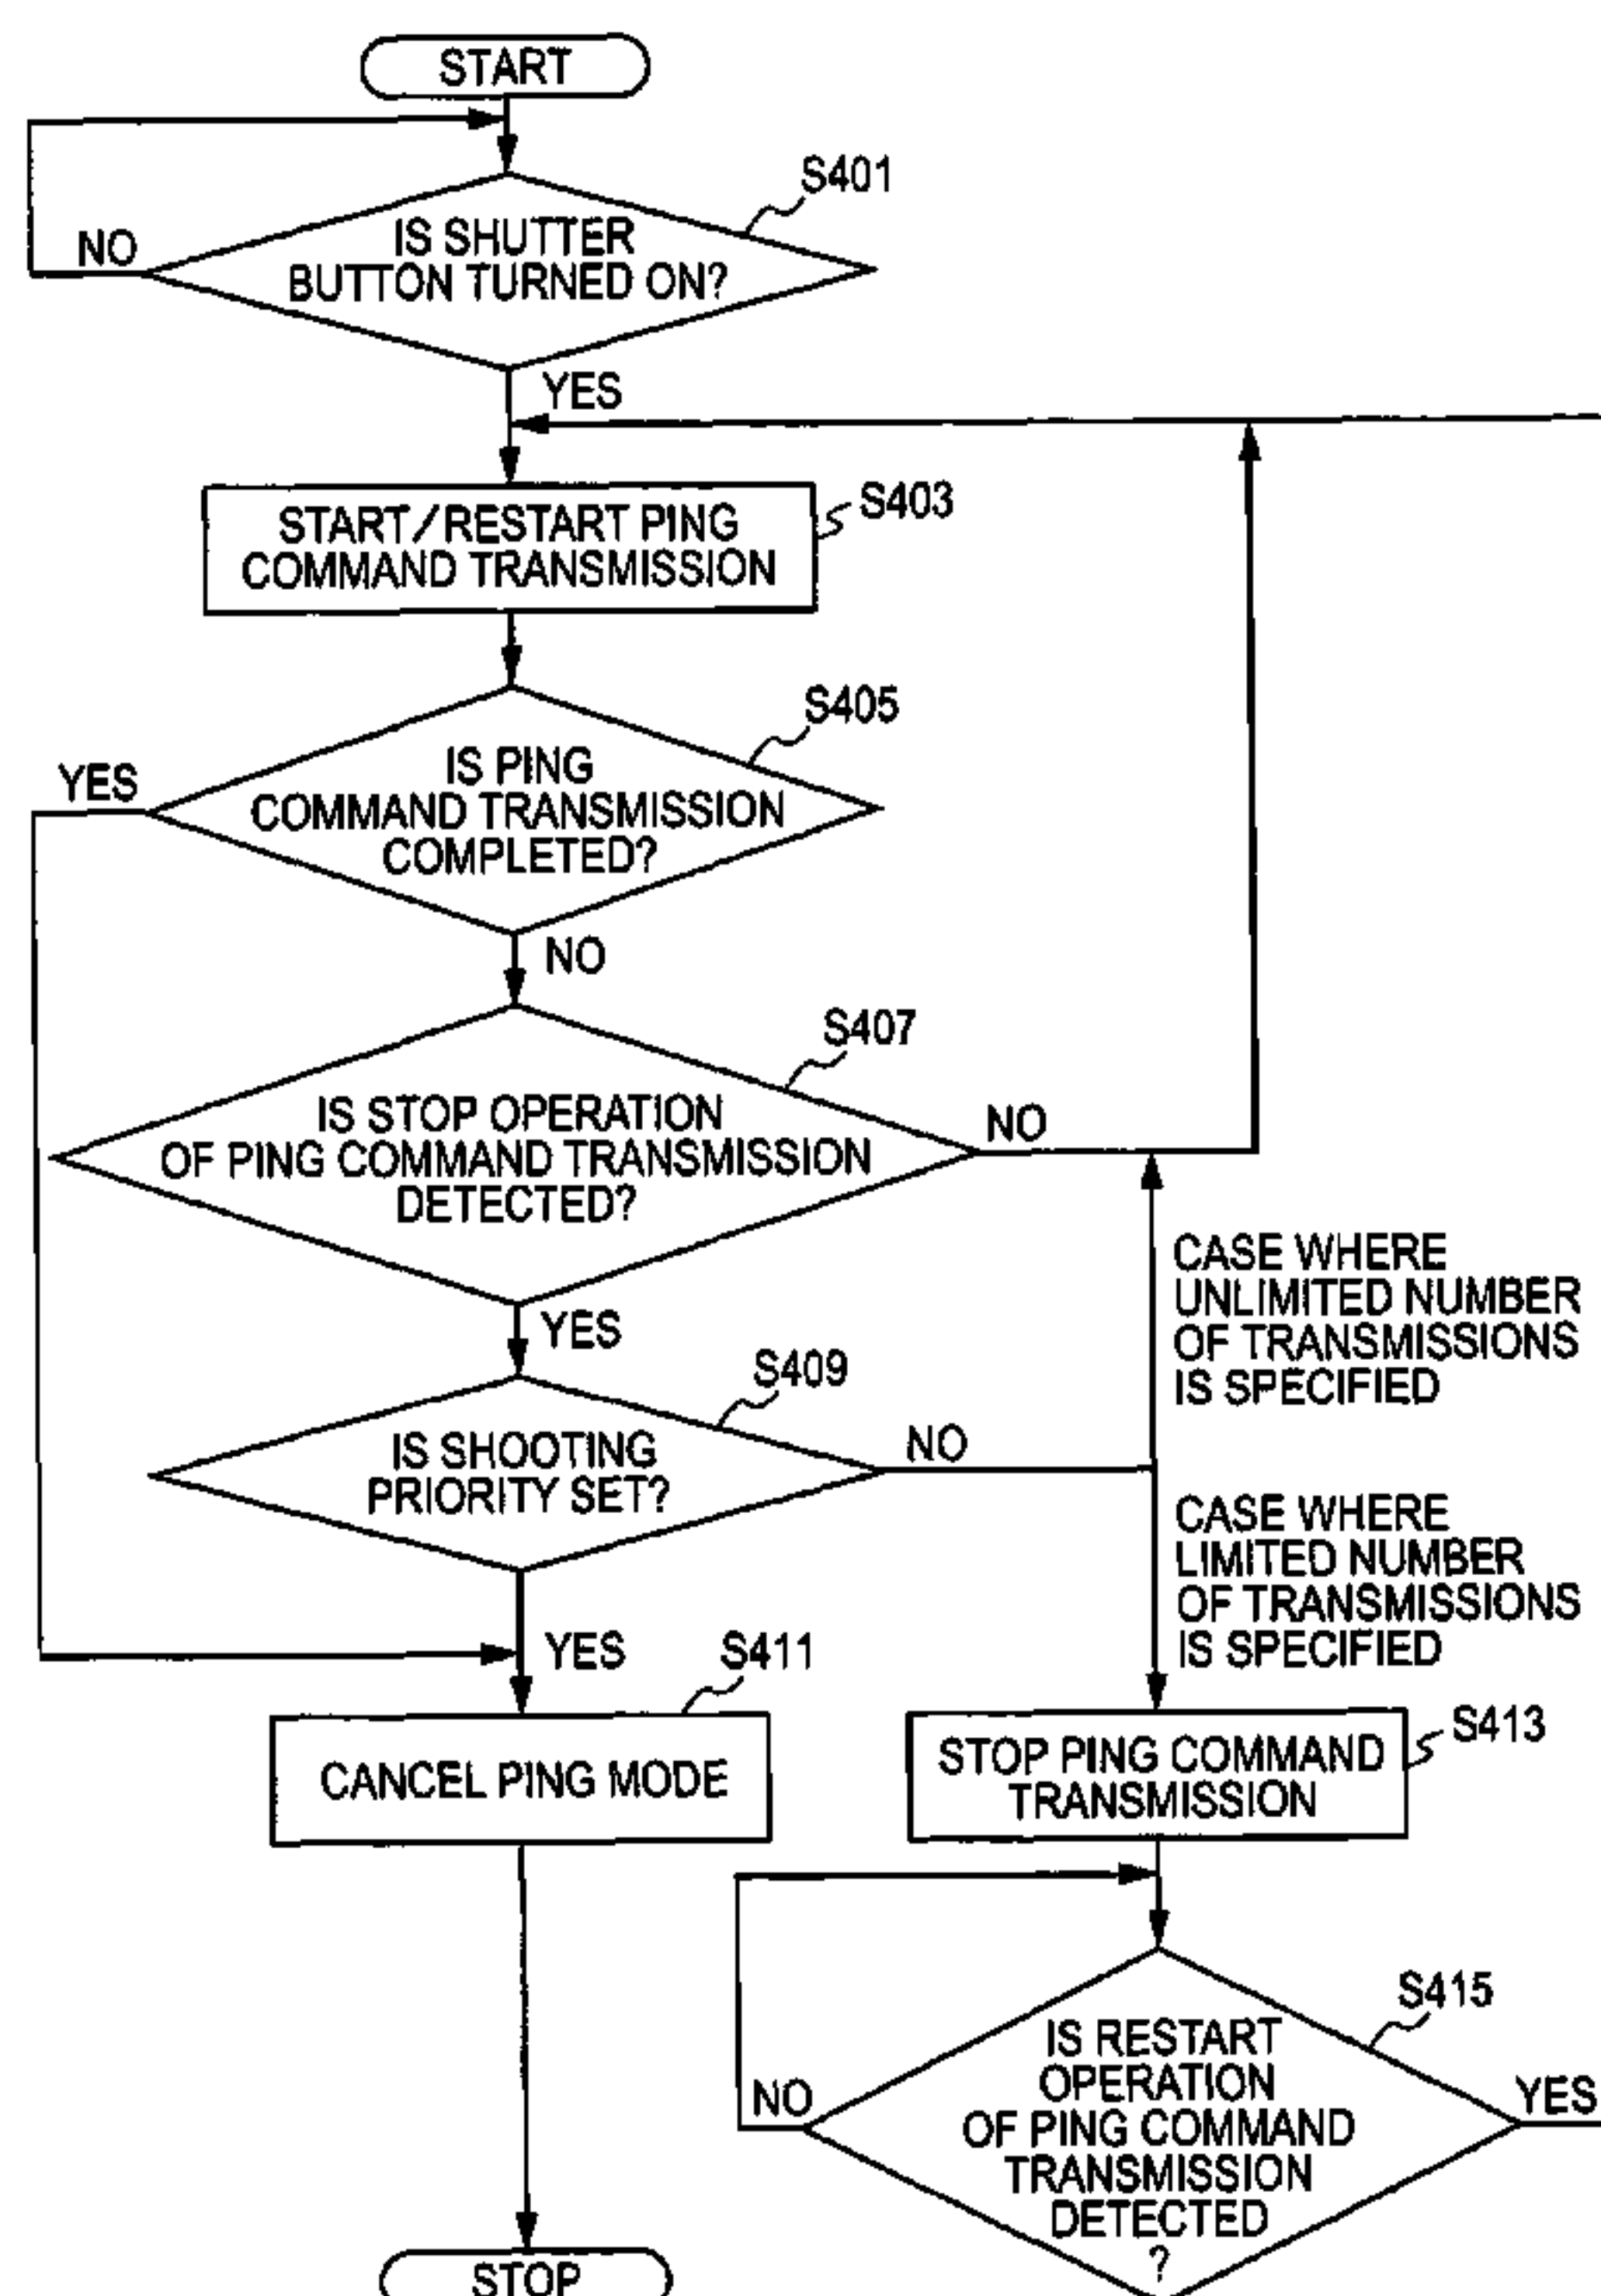 START
S401
IS SHUTTER
BUTTON TURNED ON?
NO
YES
S403
START/RESTART PING
COMMAND TRANSMISSION
S405
IS PING
COMMAND TRANSMISSION
COMPLETED?
YES
NO
S407
IS STOP OPERATION
OF PING COMMAND TRANSMISSION
DETECTED?
NO
YES
CASE WHERE
UNLIMITED NUMBER
OF TRANSMISSIONS
IS SPECIFIED
S409
IS SHOOTING
PRIORITY SET?
NO
YES
CASE WHERE
LIMITED NUMBER
OF TRANSMISSIONS
IS SPECIFIED
S411
CANCEL PING MODE
S413
STOP PING COMMAND
TRANSMISSION
S415
IS RESTART
OPERATION
OF PING COMMAND
TRANSMISSION
DETECTED
?
NO
YES
STOP